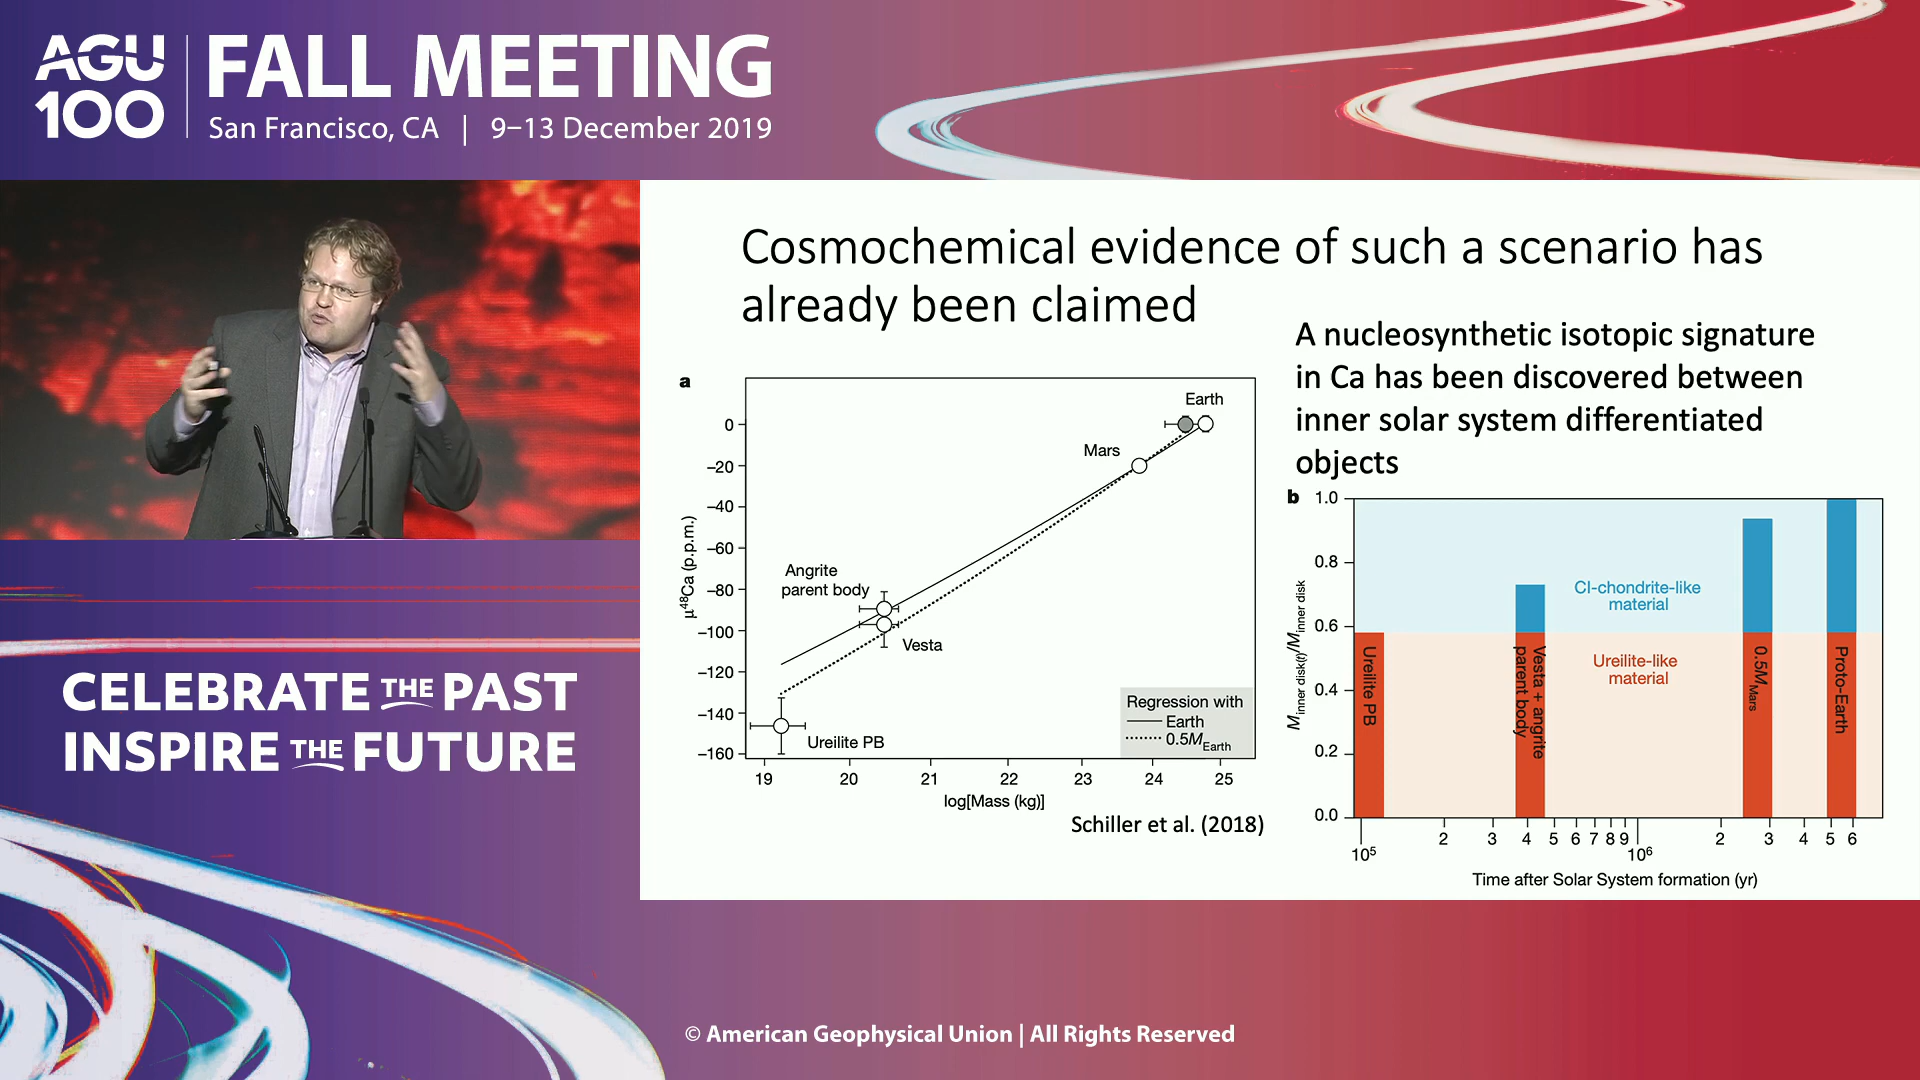 AGU
100
FALL MEETING
San Francisco, CA | 9–13 December 2019
Cosmochemical evidence of such a scenario has
already been claimed
A nucleosynthetic isotopic signature
in Ca has been discovered between
inner solar system differentiated
objects
a
0
−20
−40
−60
−80
−100
−120
−140
−160
μ⁴⁸Ca (p.p.m.)
Earth
Mars
Angrite
parent body
Vesta
Ureilite PB
Regression with
Earth
0.5M_Earth
19 20 21 22 23 24 25
log[Mass (kg)]
Schiller et al. (2018)
b
1.0
0.8
0.6
0.4
0.2
0.0
M_inner disk(t)/M_inner disk
CI-chondrite-like
material
Ureilite-like
material
Ureilite PB
Vesta + angrite
parent body
0.5M_Mars
Proto-Earth
2 3 4 5 6 7 8 9 2 3 4 5 6
10⁵ 10⁶
Time after Solar System formation (yr)
CELEBRATE THE PAST
INSPIRE THE FUTURE
© American Geophysical Union | All Rights Reserved